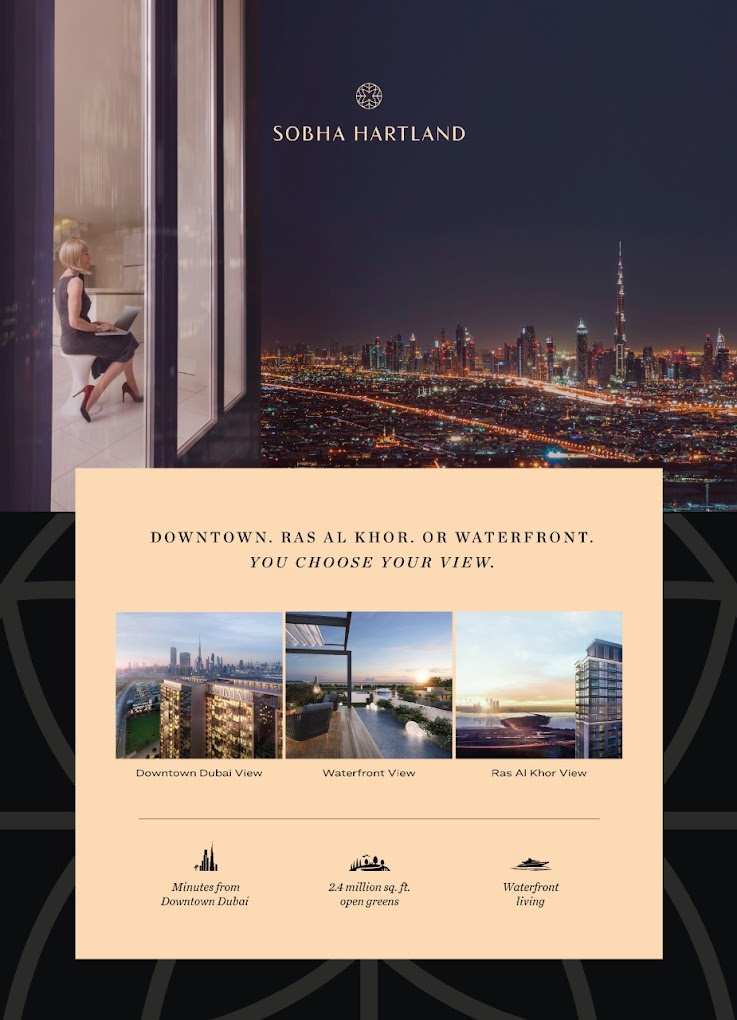 SOBHA HARTLAND
DOWNTOWN. RAS AL KHOR. OR WATERFRONT.
YOU CHOOSE YOUR VIEW.
Downtown Dubai View
Waterfront View
Ras Al Khor View
Minutes from
Downtown Dubai
2.4 million sq. ft.
open greens
Waterfront
living